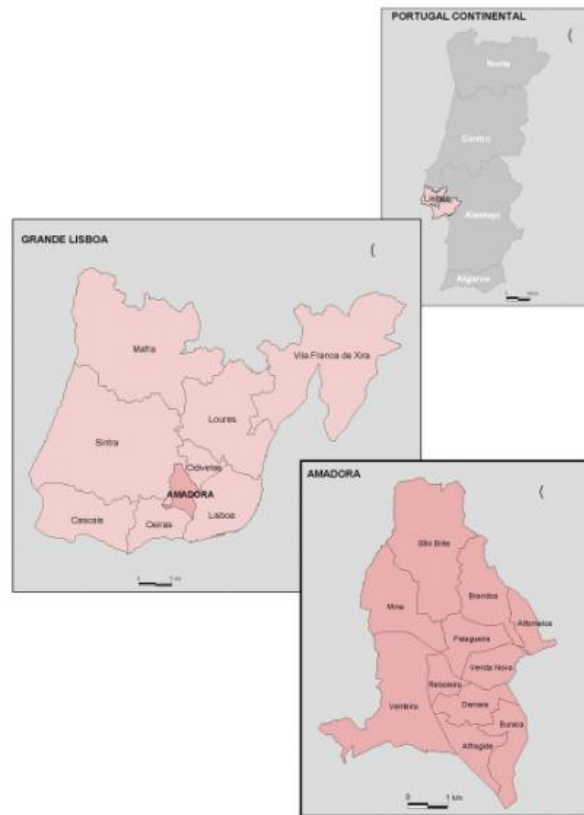 PORTUGAL CONTINENTAL
Norte
Centro
Lisboa
Alentejo
Algarve
GRANDE LISBOA
Mafra
Vila Franca de Xira
Loures
Sintra
Odivelas
AMADORA
Lisboa
Cascais
Oeiras
AMADORA
São Brás
Brandoa
Mina
Alfornelos
Falagueira
Venda Nova
Reboleira
Damaia
Venteira
Buraca
Alfragide
0 1 km